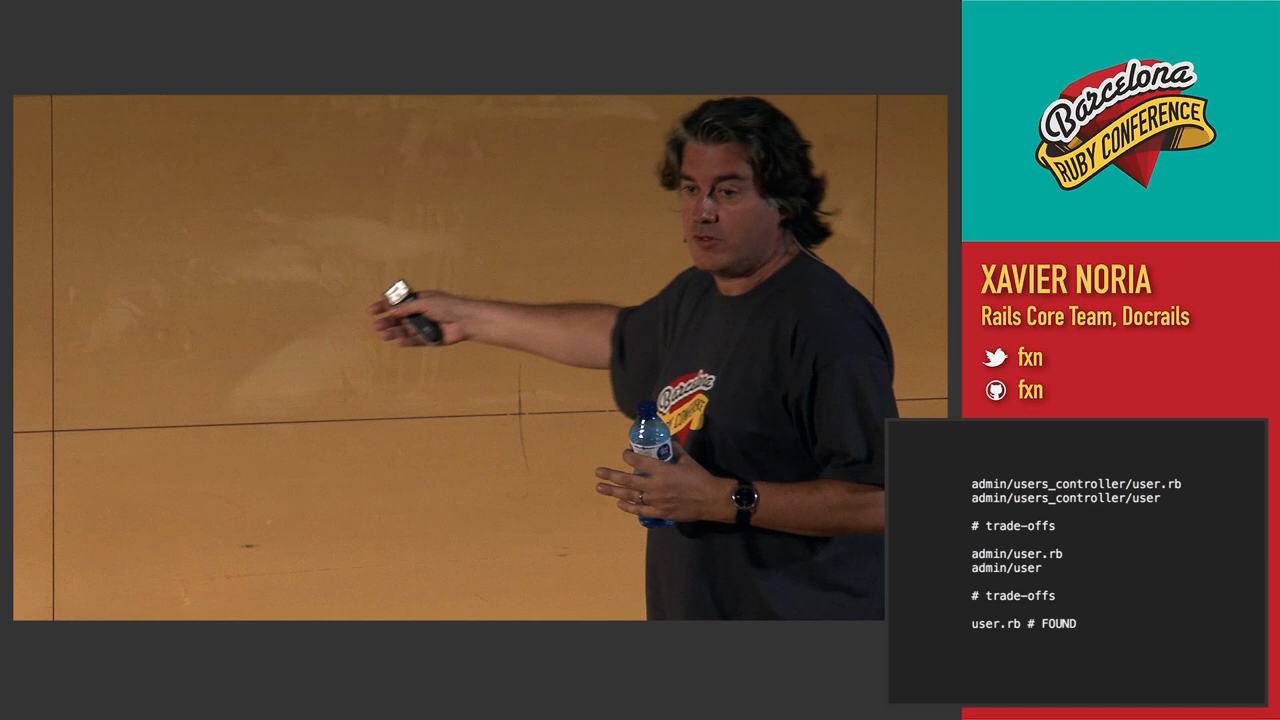 Barcelona
RUBY CONFERENCE
XAVIER NORIA
Rails Core Team, Docrails
fxn
fxn
Barcelona
admin/users_controller/user.rb
admin/users_controller/user
# trade-offs
admin/user.rb
admin/user
# trade-offs
user.rb # FOUND